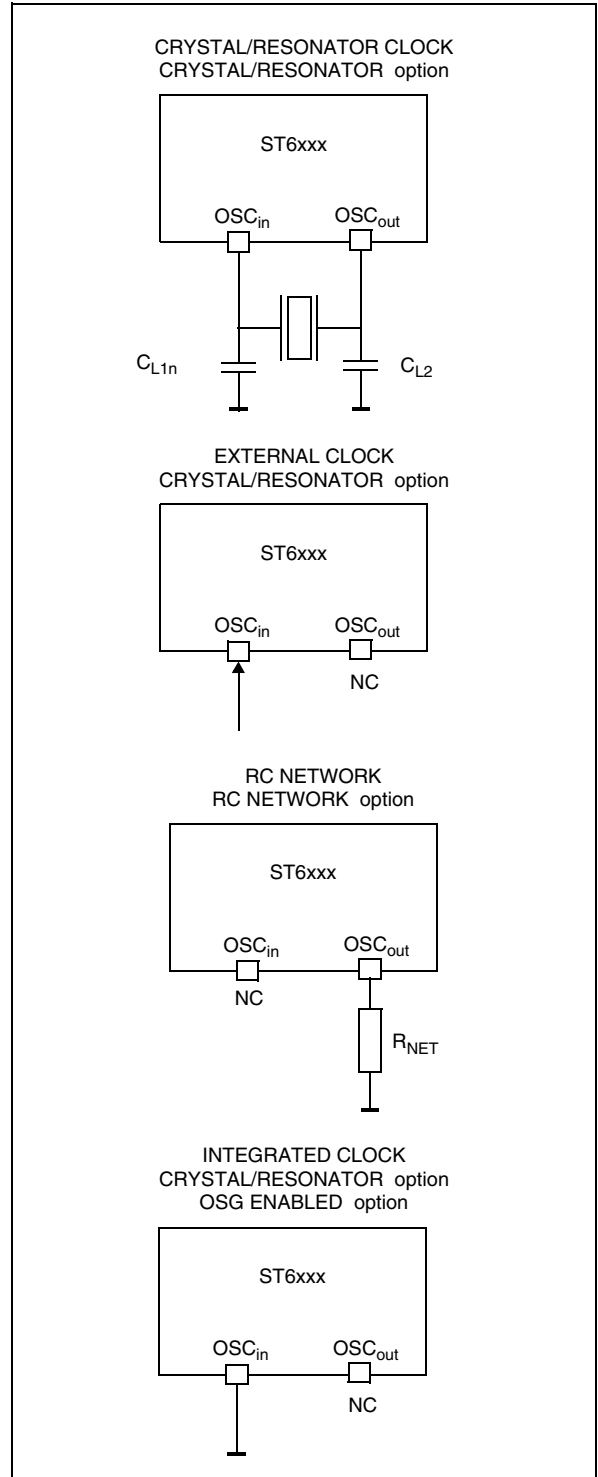 CRYSTAL/RESONATOR CLOCK
CRYSTAL/RESONATOR option
ST6xxx
OSCin OSCout
CL1n CL2
EXTERNAL CLOCK
CRYSTAL/RESONATOR option
ST6xxx
OSCin OSCout
NC
RC NETWORK
RC NETWORK option
ST6xxx
OSCin OSCout
NC
RNET
INTEGRATED CLOCK
CRYSTAL/RESONATOR option
OSG ENABLED option
ST6xxx
OSCin OSCout
NC